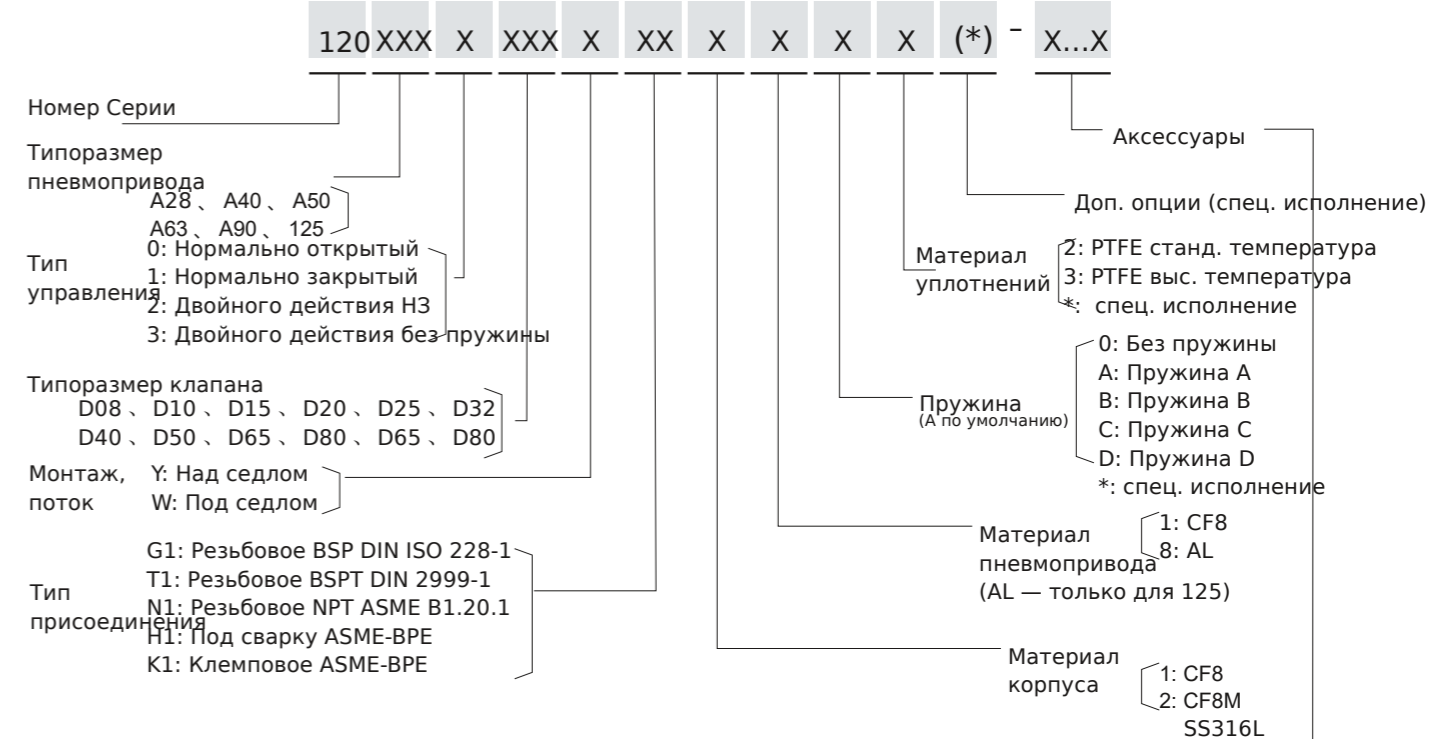 120 XXX X XXX X XX X X X X (*) - X...X
Номер Серии
Типоразмер
пневмопривода
A28 、 A40 、 A50
A63 、 A90 、 125
Тип
управления
0: Нормально открытый
1: Нормально закрытый
2: Двойного действия НЗ
3: Двойного действия без пружины
Типоразмер клапана
D08 、 D10 、 D15 、 D20 、 D25 、 D32
D40 、 D50 、 D65 、 D80 、 D65 、 D80
Монтаж,
поток
Y: Над седлом
W: Под седлом
Тип
присоединения
G1: Резьбовое BSP DIN ISO 228-1
T1: Резьбовое BSPT DIN 2999-1
N1: Резьбовое NPT ASME B1.20.1
H1: Под сварку ASME-BPE
K1: Клемповое ASME-BPE
Аксессуары
Доп. опции (спец. исполнение)
Материал
уплотнений
2: PTFE станд. температура
3: PTFE выс. температура
*: спец. исполнение
Пружина
(А по умолчанию)
0: Без пружины
A: Пружина A
B: Пружина B
C: Пружина C
D: Пружина D
*: спец. исполнение
Материал
пневмопривода
(AL — только для 125)
1: CF8
8: AL
Материал
корпуса
1: CF8
2: CF8M
SS316L